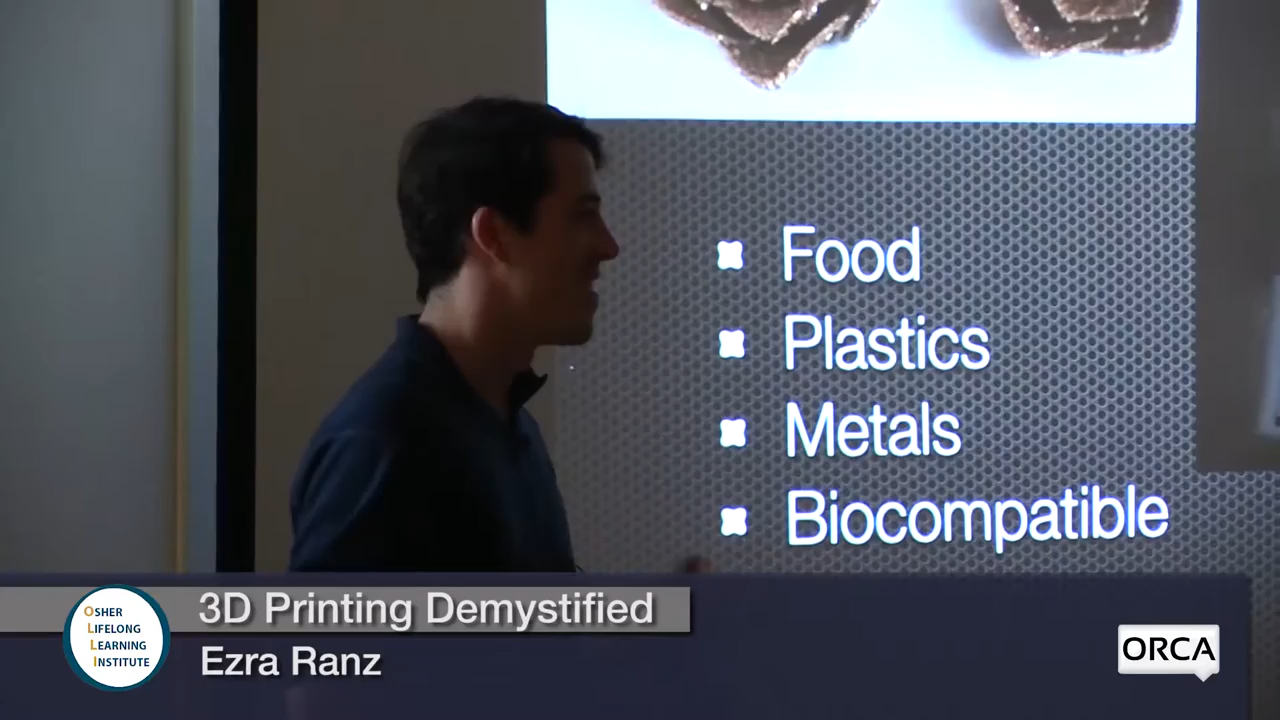 Food
Plastics
Metals
Biocompatible
3D Printing Demystified
Ezra Ranz
OSHER
LIFELONG
LEARNING
INSTITUTE
ORCA